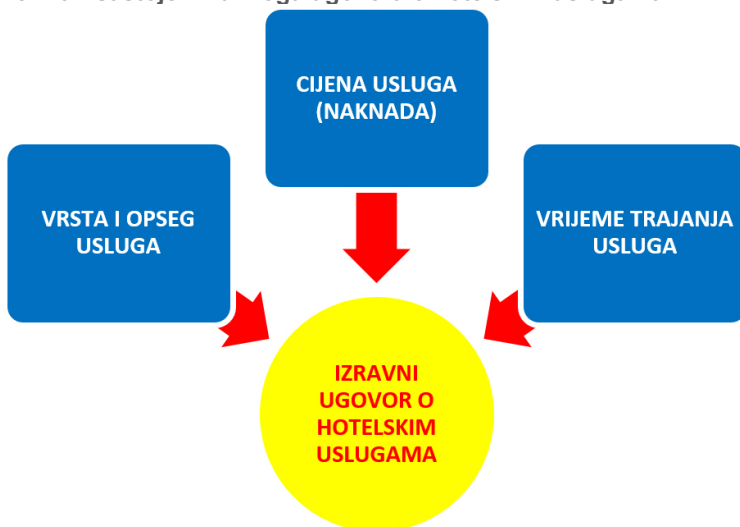 CIJENA USLUGA
(NAKNADA)
VRSTA I OPSEG
USLUGA
VRIJEME TRAJANJA
USLUGA
IZRAVNI
UGOVOR O
HOTELSKIM
USLUGAMA